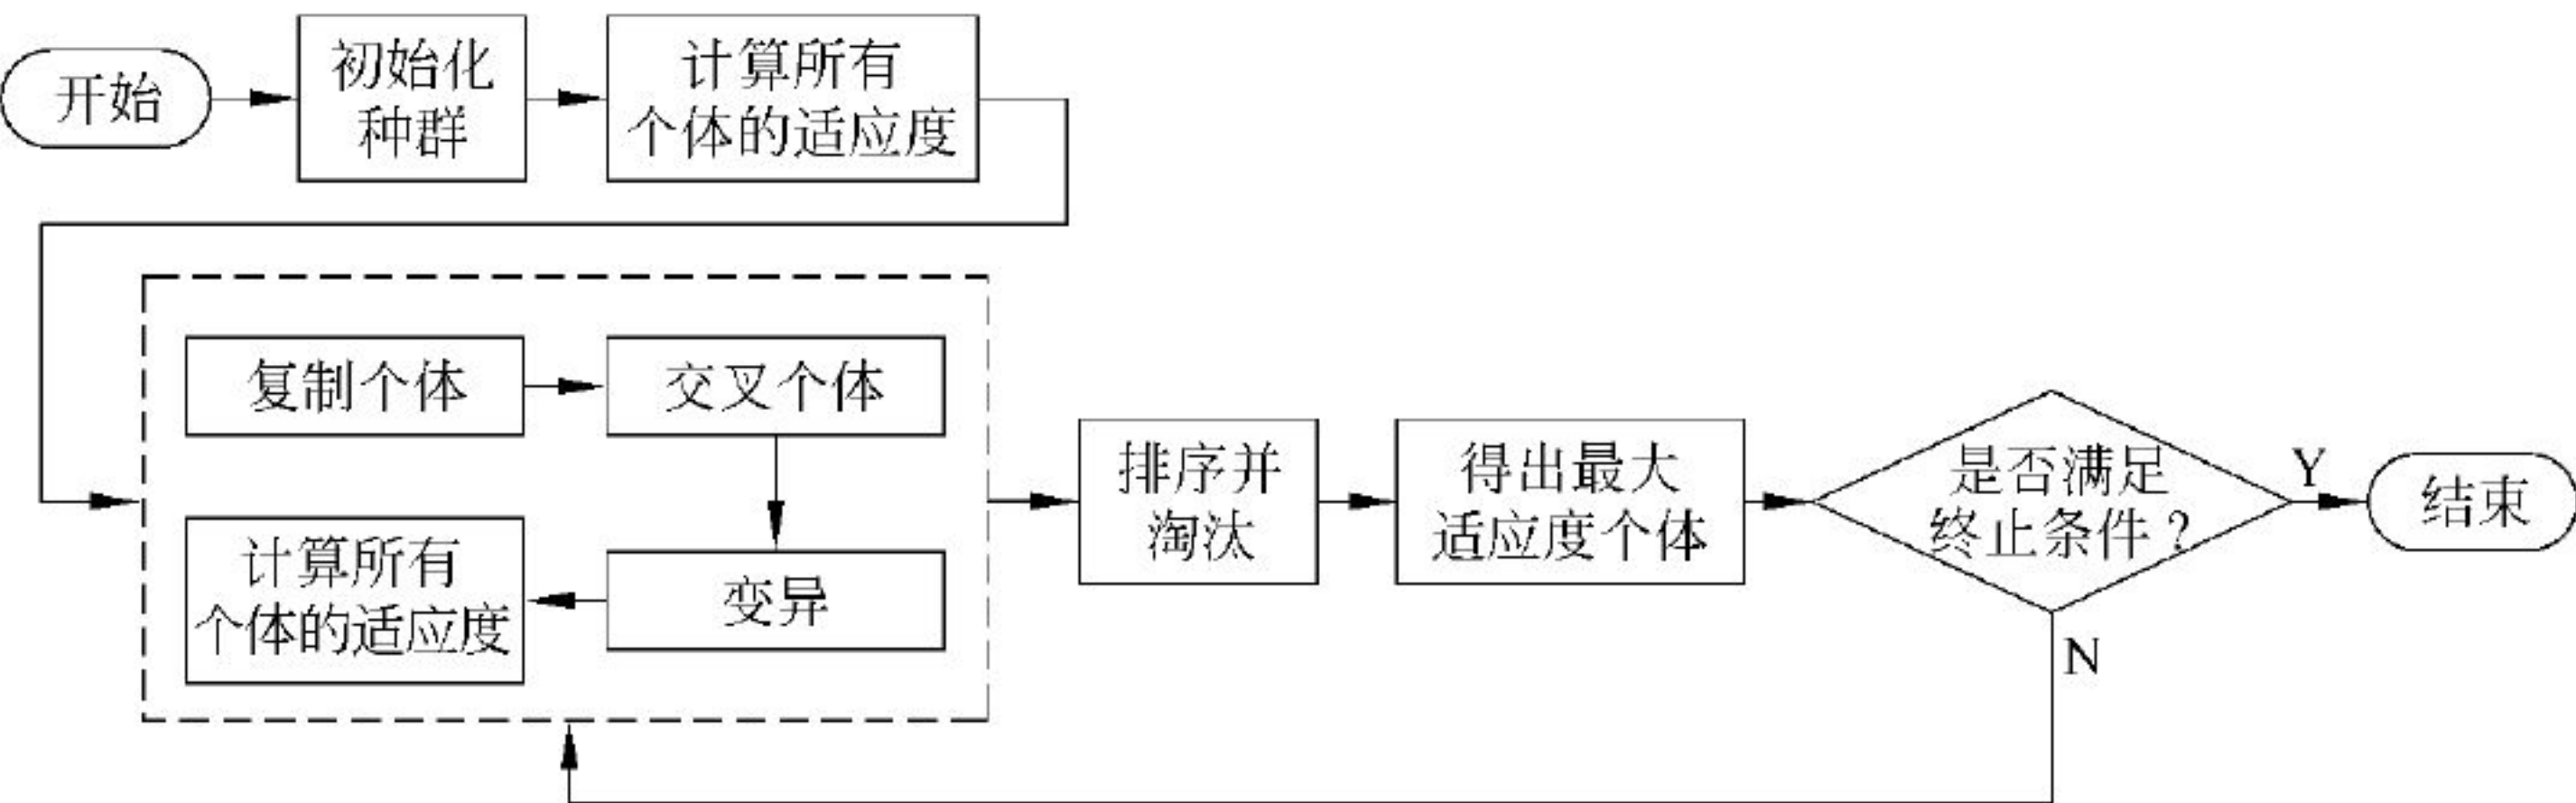 开始
初始化
种群
计算所有
个体的适应度
复制个体
交叉个体
计算所有
个体的适应度
变异
排序并
淘汰
得出最大
适应度个体
是否满足
终止条件？
Y
结束
N